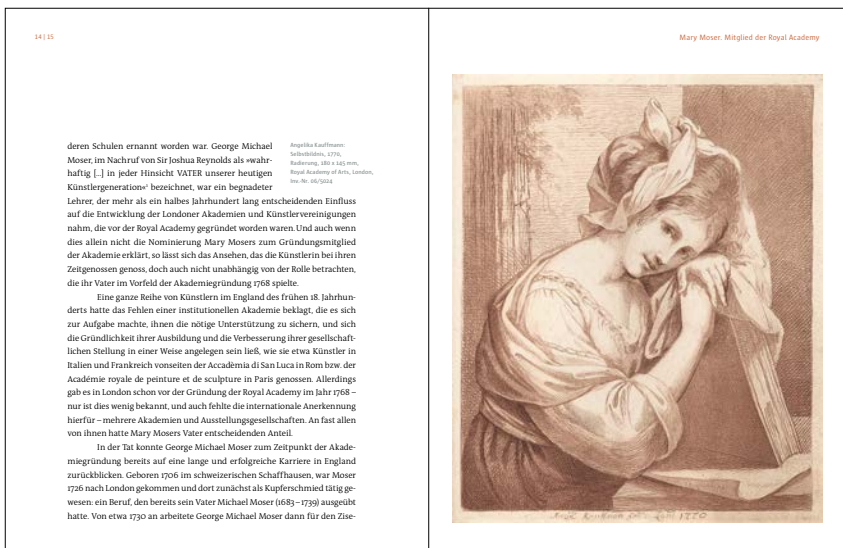 14 | 15
Mary Moser. Mitglied der Royal Academy
deren Schulen ernannt worden war. George Michael
Moser, im Nachruf von Sir Joshua Reynolds als »wahr-
haftig […] in jeder Hinsicht VATER unserer heutigen
Künstlergeneration«¹ bezeichnet, war ein begnadeter
Lehrer, der mehr als ein halbes Jahrhundert lang entscheidenden Einfluss
auf die Entwicklung der Londoner Akademien und Künstlervereinigungen
nahm, die vor der Royal Academy gegründet worden waren. Und auch wenn
dies allein nicht die Nominierung Mary Mosers zum Gründungsmitglied
der Akademie erklärt, so lässt sich das Ansehen, das die Künstlerin bei ihren
Zeitgenossen genoss, doch auch nicht unabhängig von der Rolle betrachten,
die ihr Vater im Vorfeld der Akademiegründung 1768 spielte.
Eine ganze Reihe von Künstlern im England des frühen 18. Jahrhun-
derts hatte das Fehlen einer institutionellen Akademie beklagt, die es sich
zur Aufgabe machte, ihnen die nötige Unterstützung zu sichern, und sich
die Gründlichkeit ihrer Ausbildung und die Verbesserung ihrer gesellschaft-
lichen Stellung in einer Weise angelegen sein ließ, wie sie etwa Künstler in
Italien und Frankreich vonseiten der Accadèmia di San Luca in Rom bzw. der
Académie royale de peinture et de sculpture in Paris genossen. Allerdings
gab es in London schon vor der Gründung der Royal Academy im Jahr 1768 –
nur ist dies wenig bekannt, und auch fehlte die internationale Anerkennung
hierfür – mehrere Akademien und Ausstellungsgesellschaften. An fast allen
von ihnen hatte Mary Mosers Vater entscheidenden Anteil.
In der Tat konnte George Michael Moser zum Zeitpunkt der Akade-
miegründung bereits auf eine lange und erfolgreiche Karriere in England
zurückblicken. Geboren 1706 im schweizerischen Schaffhausen, war Moser
1726 nach London gekommen und dort zunächst als Kupferschmied tätig ge-
wesen: ein Beruf, den bereits sein Vater Michael Moser (1683 – 1739) ausgeübt
hatte. Von etwa 1730 an arbeitete George Michael Moser dann für den Zise-
Angelika Kauffmann:
Selbstbildnis, 1770,
Radierung, 180 x 145 mm,
Royal Academy of Arts, London,
Inv.-Nr. 06/5024
1770